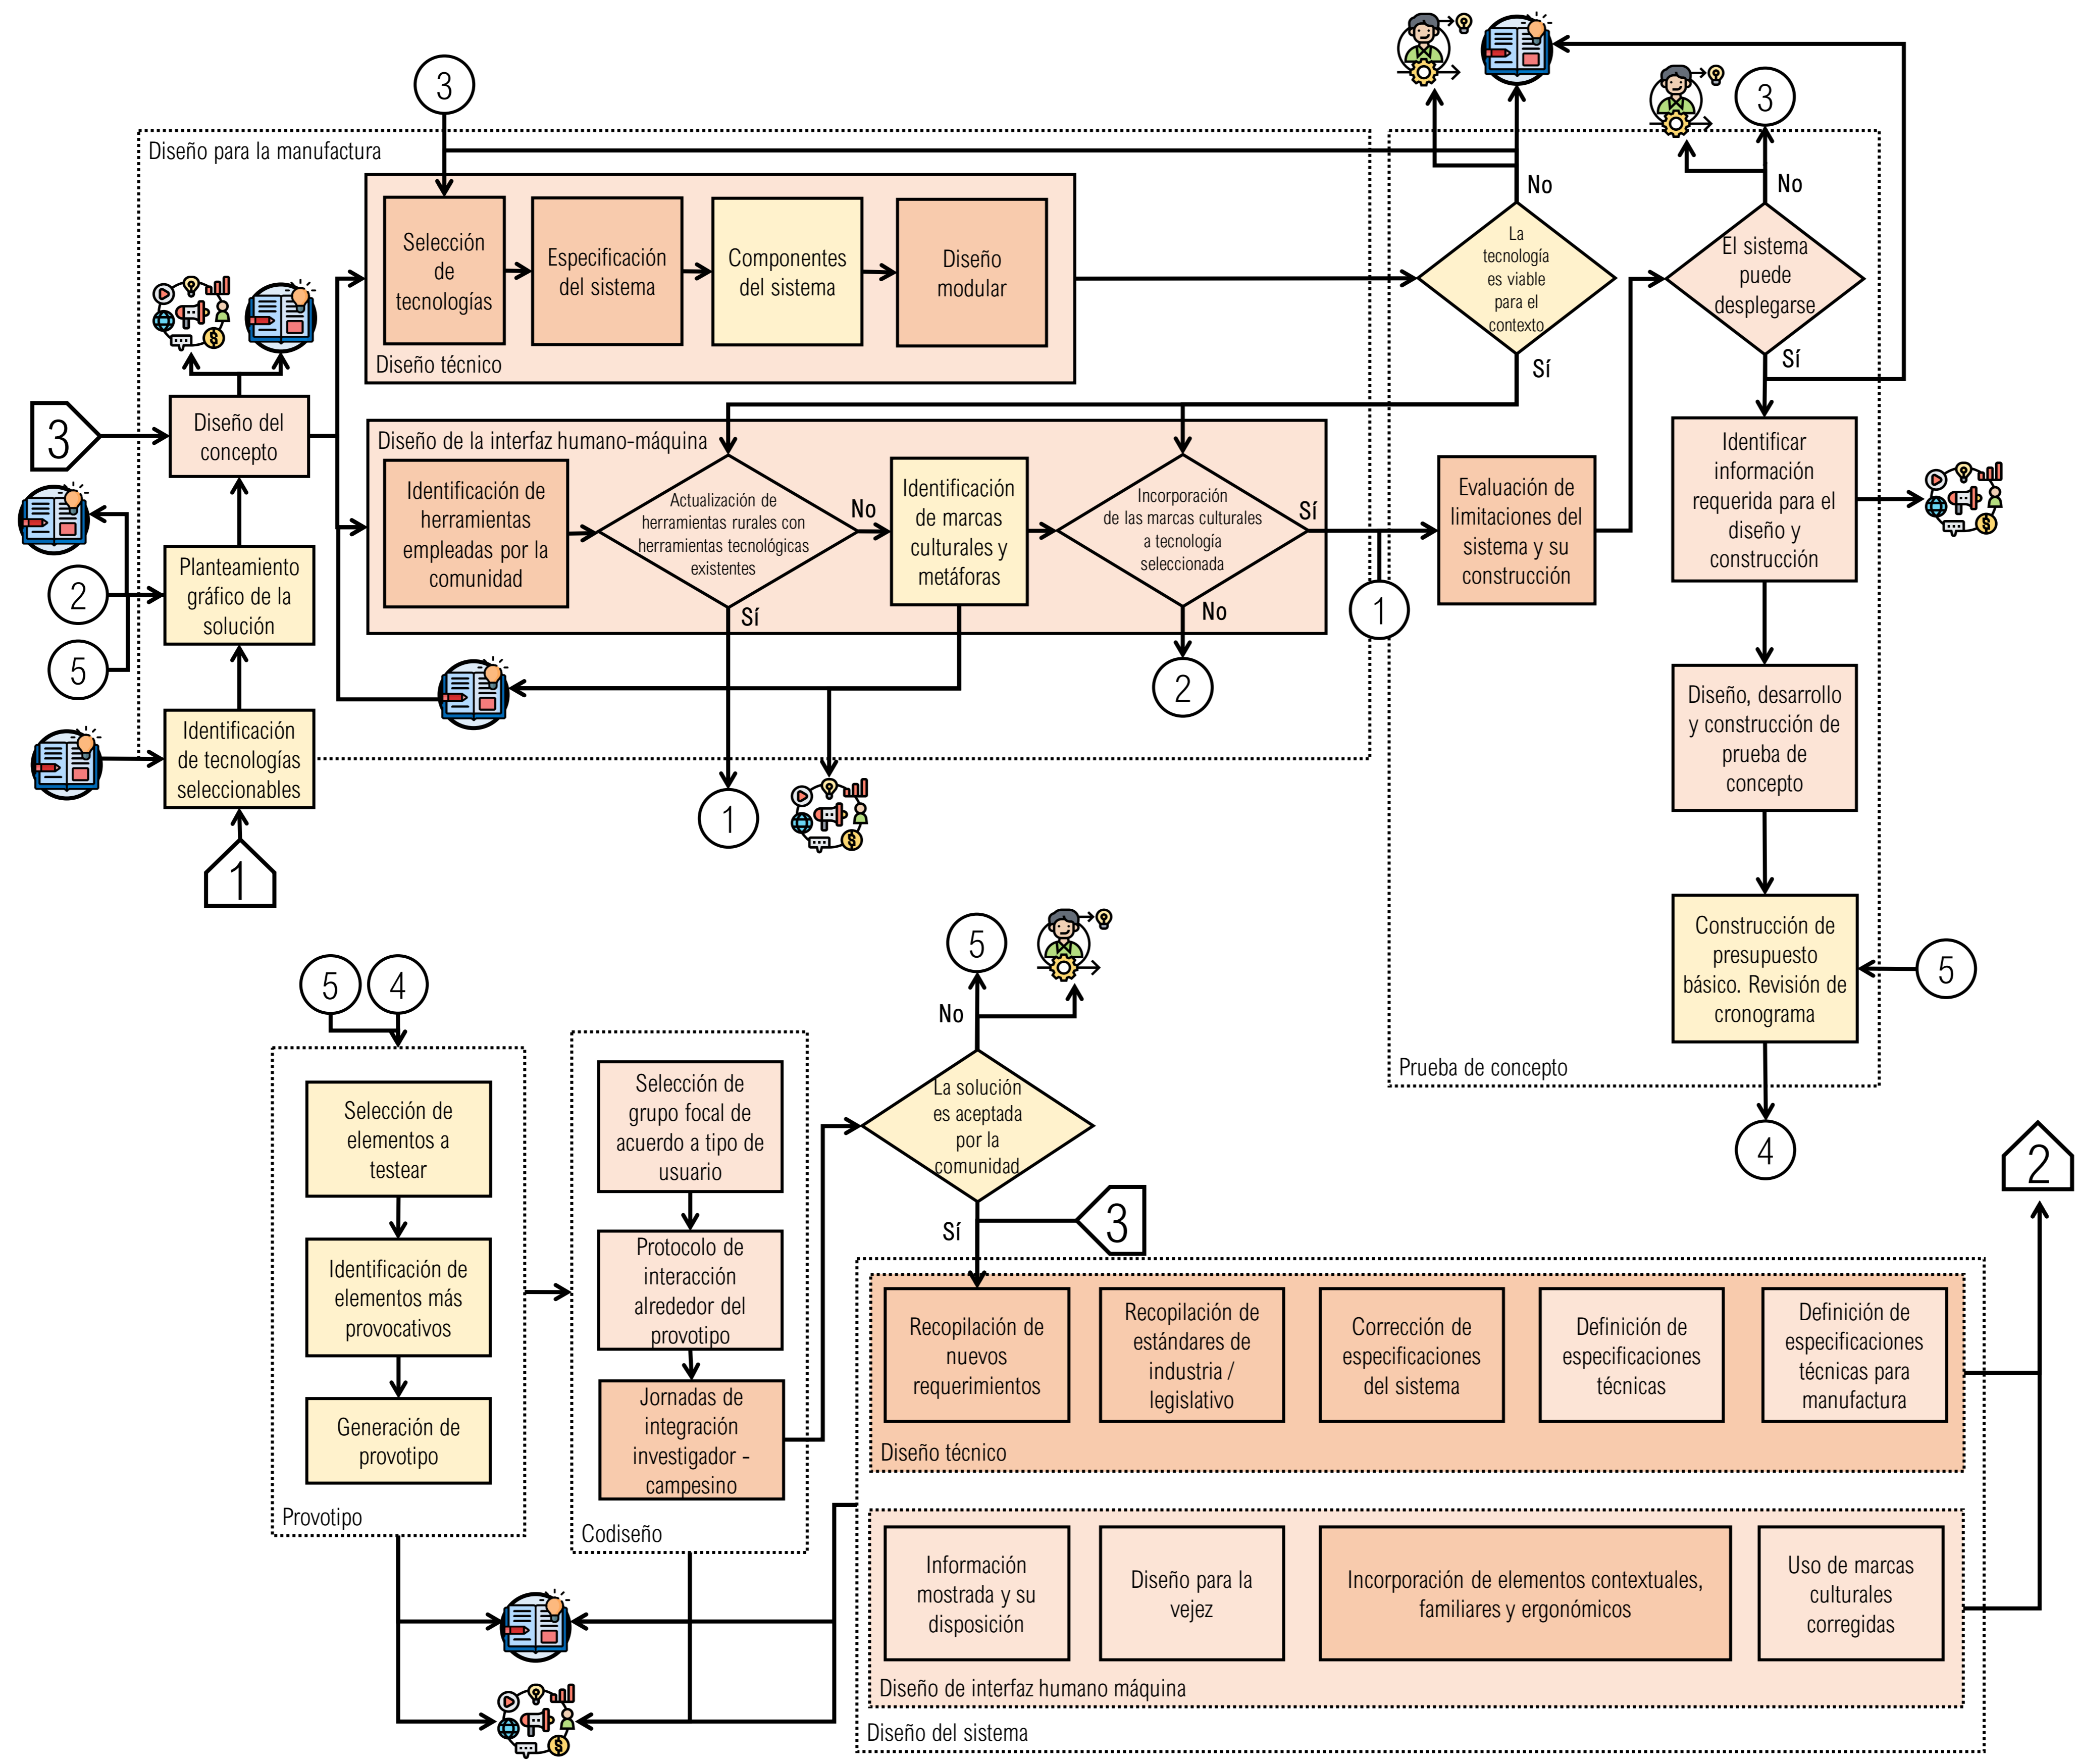 3
Diseño para la manufactura
Selección
de
tecnologías
Especificación
del sistema
Componentes
del sistema
Diseño
modular
Diseño técnico
La
tecnología
es viable
para el
contexto
No
Sí
3
No
El sistema
puede
desplegarse
Sí
3
Diseño del
concepto
Planteamiento
gráfico de la
solución
2
5
Identificación
de tecnologías
seleccionables
1
Diseño de la interfaz humano-máquina
Identificación de
herramientas
empleadas por la
comunidad
Actualización de
herramientas rurales con
herramientas tecnológicas
existentes
No
Sí
1
Identificación
de marcas
culturales y
metáforas
Incorporación
de las marcas culturales
a tecnología
seleccionada
Sí
No
2
1
Evaluación de
limitaciones del
sistema y su
construcción
Identificar
información
requerida para el
diseño y
construcción
Diseño, desarrollo
y construcción de
prueba de
concepto
Construcción de
presupuesto
básico. Revisión de
cronograma
5
Prueba de concepto
4
5
4
Selección de
elementos a
testear
Identificación de
elementos más
provocativos
Generación de
provotipo
Provotipo
Selección de
grupo focal de
acuerdo a tipo de
usuario
Protocolo de
interacción
alrededor del
provotipo
Jornadas de
integración
investigador -
campesino
Codiseño
5
No
La solución
es aceptada
por la
comunidad
Sí
3
2
Recopilación de
nuevos
requerimientos
Recopilación de
estándares de
industria /
legislativo
Corrección de
especificaciones
del sistema
Definición de
especificaciones
técnicas
Definición de
especificaciones
técnicas para
manufactura
Diseño técnico
Información
mostrada y su
disposición
Diseño para la
vejez
Incorporación de elementos contextuales,
familiares y ergonómicos
Uso de marcas
culturales
corregidas
Diseño de interfaz humano máquina
Diseño del sistema